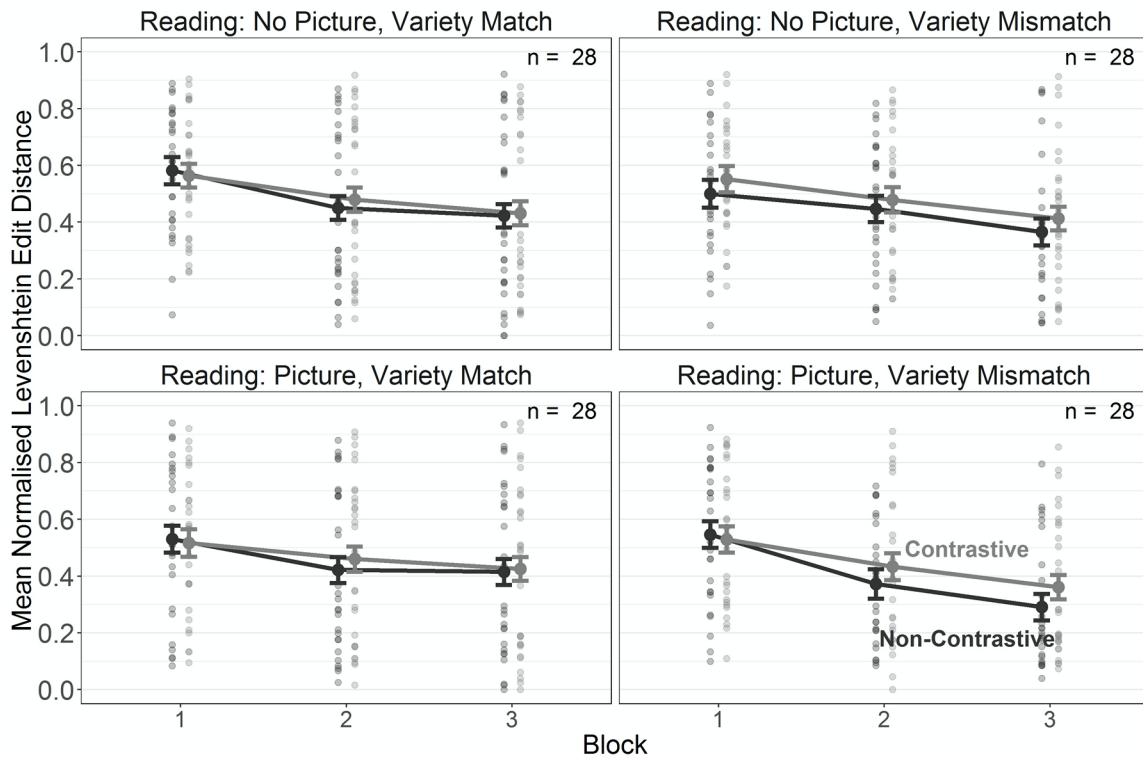 Reading: No Picture, Variety Match
Reading: No Picture, Variety Mismatch
n = 28
n = 28
1.0
0.8
0.6
0.4
0.2
0.0
Reading: Picture, Variety Match
Reading: Picture, Variety Mismatch
n = 28
n = 28
1.0
0.8
0.6
0.4
0.2
0.0
Contrastive
Non-Contrastive
1 2 3
1 2 3
Block
Mean Normalised Levenshtein Edit Distance